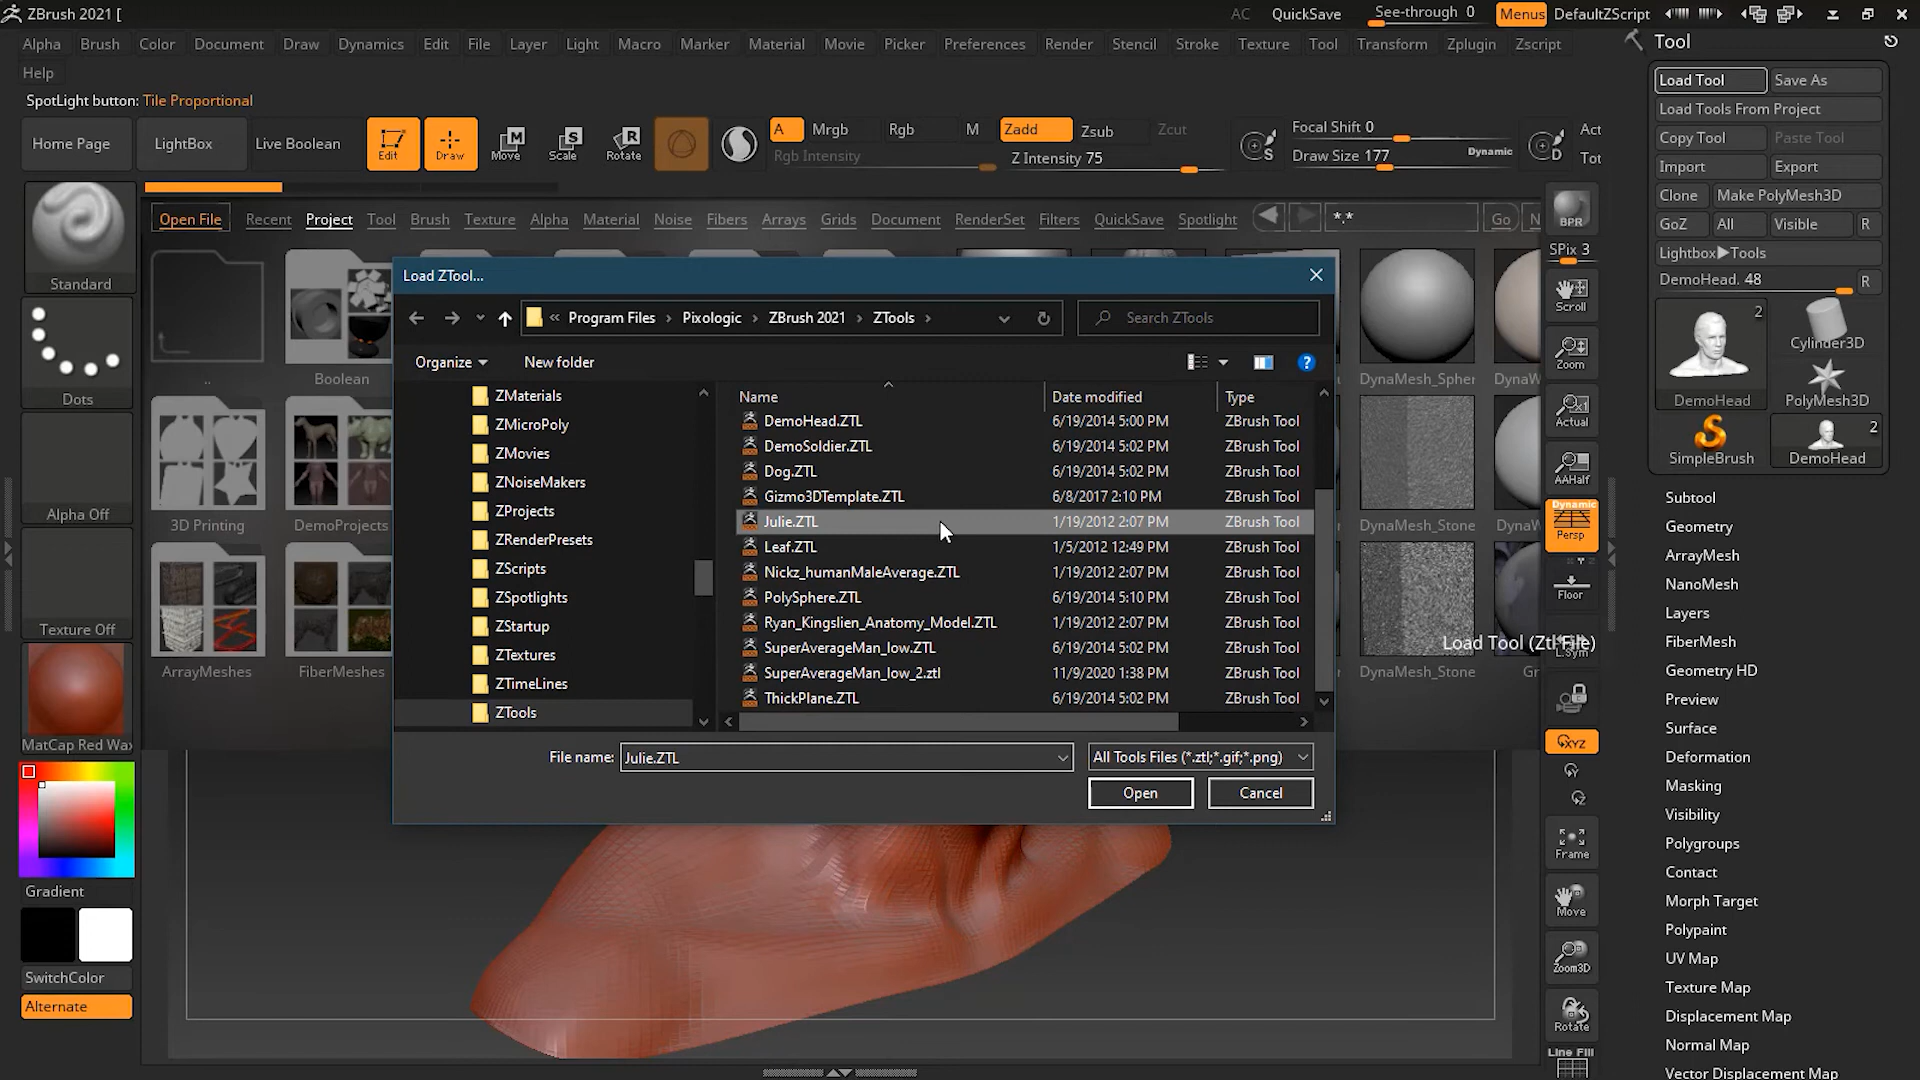 ZBrush 2021 [
AC QuickSave See-through 0 Menus DefaultZScript
Alpha Brush Color Document Draw Dynamics Edit File Layer Light Macro Marker Material Movie Picker Preferences Render Stencil Stroke Texture Tool Transform Zplugin Zscript
Help
SpotLight button: Tile Proportional
Home Page LightBox Live Boolean Edit Draw Move Scale Rotate
A Mrgb Rgb M Zadd Zsub Zcut
Rgb Intensity Z Intensity 75
S Focal Shift 0
Draw Size 177 Dynamic D
Act
Tot
Open File Recent Project Tool Brush Texture Alpha Material Noise Fibers Arrays Grids Document RenderSet Filters QuickSave Spotlight *.* Go N
Standard
Dots
Alpha Off
Texture Off
MatCap Red Wax
Gradient
SwitchColor
Alternate
..
Boolean
3D Printing
DemoProjects
ArrayMeshes
FiberMeshes
DynaMesh_Spher
DynaW
DynaMesh_Stone
DynaW
DynaMesh_Stone
Gr
Load Tool (Ztl File)
Load ZTool...
« Program Files › Pixologic › ZBrush 2021 › ZTools ›
Search ZTools
Organize New folder
ZMaterials
ZMicroPoly
ZMovies
ZNoiseMakers
ZProjects
ZRenderPresets
ZScripts
ZSpotlights
ZStartup
ZTextures
ZTimeLines
ZTools
Name Date modified Type
DemoHead.ZTL 6/19/2014 5:00 PM ZBrush Tool
DemoSoldier.ZTL 6/19/2014 5:02 PM ZBrush Tool
Dog.ZTL 6/19/2014 5:02 PM ZBrush Tool
Gizmo3DTemplate.ZTL 6/8/2017 2:10 PM ZBrush Tool
Julie.ZTL 1/19/2012 2:07 PM ZBrush Tool
Leaf.ZTL 1/5/2012 12:49 PM ZBrush Tool
Nickz_humanMaleAverage.ZTL 1/19/2012 2:07 PM ZBrush Tool
PolySphere.ZTL 6/19/2014 5:10 PM ZBrush Tool
Ryan_Kingslien_Anatomy_Model.ZTL 1/19/2012 2:07 PM ZBrush Tool
SuperAverageMan_low.ZTL 6/19/2014 5:02 PM ZBrush Tool
SuperAverageMan_low_2.ztl 11/9/2020 1:38 PM ZBrush Tool
ThickPlane.ZTL 6/19/2014 5:02 PM ZBrush Tool
File name: Julie.ZTL All Tools Files (*.ztl;*.gif;*.png)
Open Cancel
BPR
SPix 3
Scroll
Zoom
Actual
AAHalf
Dynamic
Persp
Floor
L.Sym
XYZ
Y
Z
Frame
Move
Zoom3D
Rotate
Line Fill
Tool
Load Tool Save As
Load Tools From Project
Copy Tool Paste Tool
Import Export
Clone Make PolyMesh3D
GoZ All Visible R
Lightbox▶Tools
DemoHead. 48 R
2
DemoHead
Cylinder3D
PolyMesh3D
SimpleBrush
2
DemoHead
Subtool
Geometry
ArrayMesh
NanoMesh
Layers
FiberMesh
Geometry HD
Preview
Surface
Deformation
Masking
Visibility
Polygroups
Contact
Morph Target
Polypaint
UV Map
Texture Map
Displacement Map
Normal Map
Vector Displacement Map